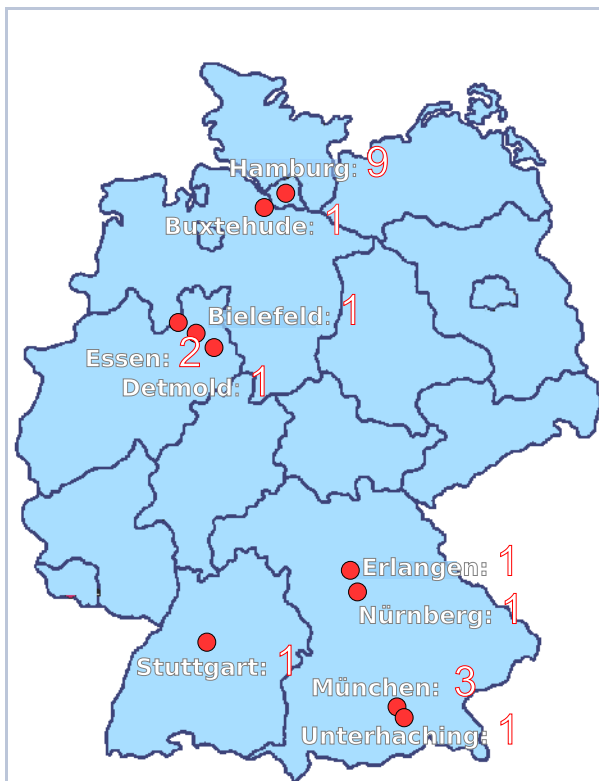 Hamburg: 9
Buxtehude: 1
Bielefeld: 1
Essen: 2
Detmold: 1
Erlangen: 1
Nürnberg: 1
Stuttgart: 1
München: 3
Unterhaching: 1